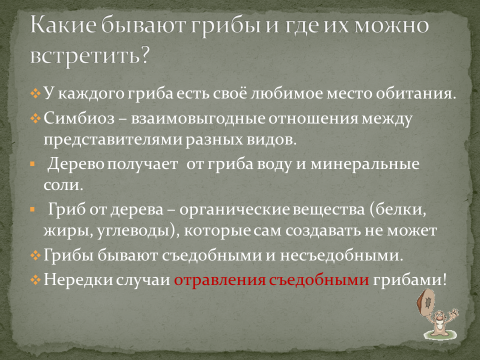 Какие бывают грибы и где их можно
встретить?
У каждого гриба есть своё любимое место обитания.
Симбиоз – взаимовыгодные отношения между
представителями разных видов.
Дерево получает от гриба воду и минеральные
соли.
Гриб от дерева – органические вещества (белки,
жиры, углеводы), которые сам создавать не может
Грибы бывают съедобными и несъедобными.
Нередки случаи отравления съедобными грибами!